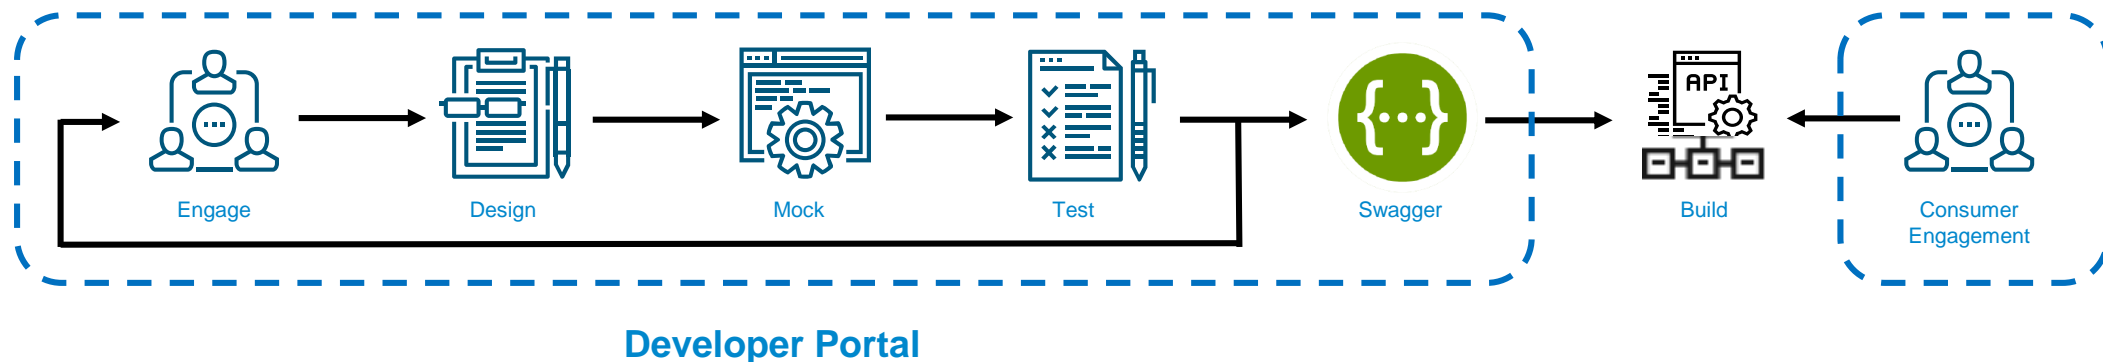 API
Engage
Design
Mock
Test
Swagger
Build
Consumer
Engagement
Developer Portal